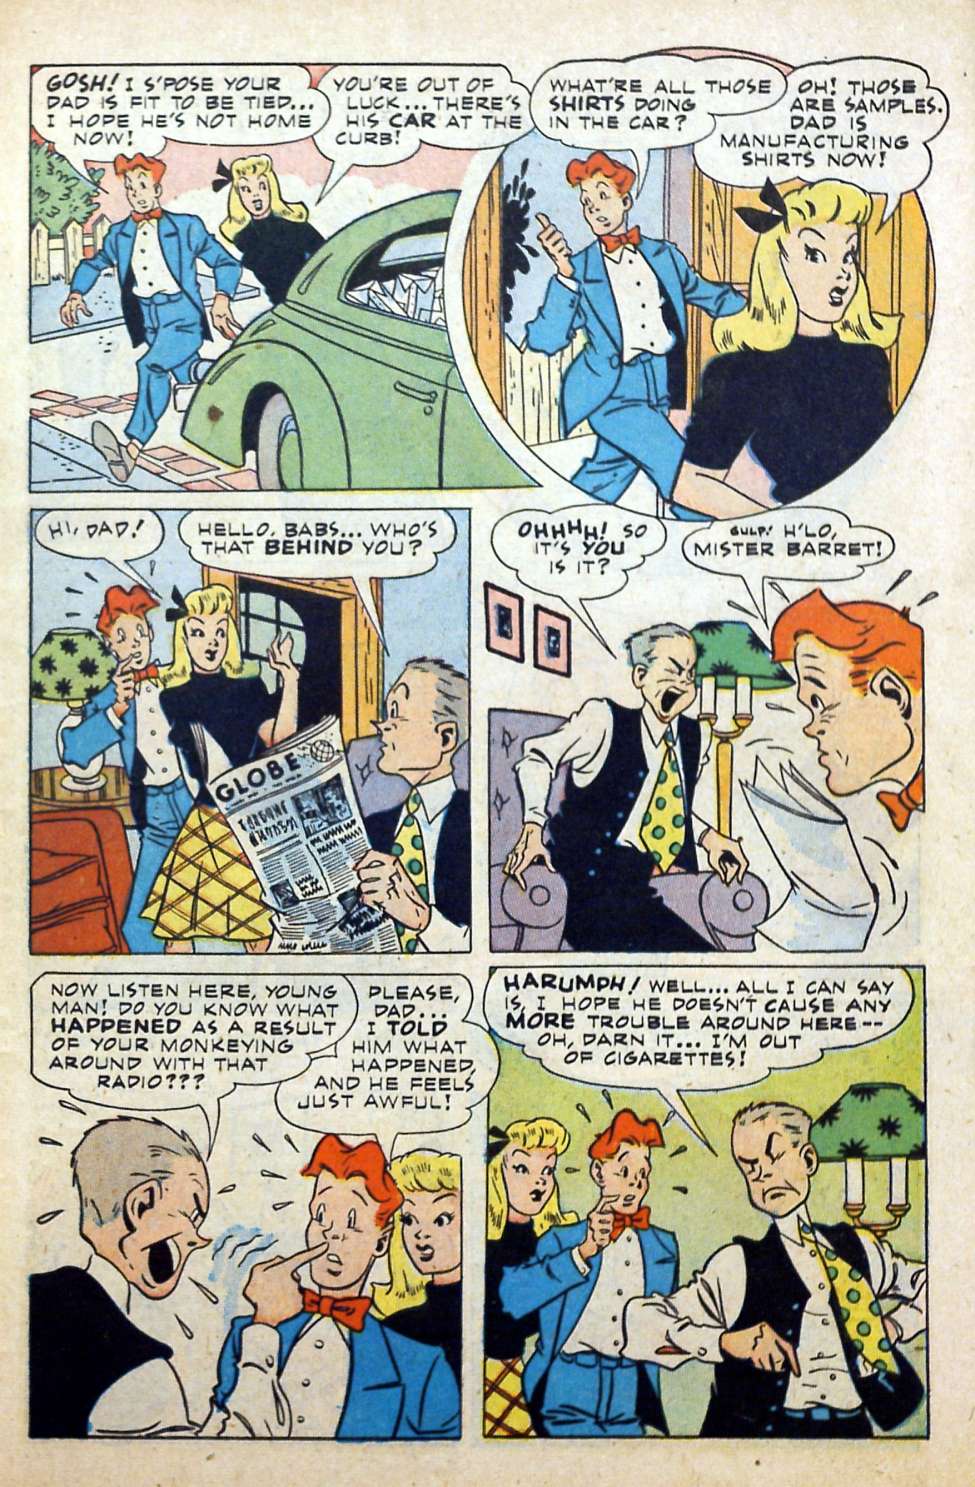 GOSH! I S'POSE YOUR
DAD IS FIT TO BE TIED...
I HOPE HE'S NOT HOME
NOW!
YOU'RE OUT OF
LUCK... THERE'S
HIS CAR AT THE
CURB!
WHAT'RE ALL THOSE
SHIRTS DOING
IN THE CAR?
OH! THOSE
ARE SAMPLES.
DAD IS
MANUFACTURING
SHIRTS NOW!
HI, DAD!
HELLO, BABS... WHO'S
THAT BEHIND YOU?
GLOBE
OHHHH! SO
IT'S YOU
IS IT?
GULP! H'LO,
MISTER BARRET!
NOW LISTEN HERE, YOUNG
MAN! DO YOU KNOW WHAT
HAPPENED AS A RESULT
OF YOUR MONKEYING
AROUND WITH THAT
RADIO???
PLEASE,
DAD...
I TOLD
HIM WHAT
HAPPENED,
AND HE FEELS
JUST AWFUL!
HARUMPH! WELL... ALL I CAN SAY
IS, I HOPE HE DOESN'T CAUSE ANY
MORE TROUBLE AROUND HERE--
OH, DARN IT... I'M OUT
OF CIGARETTES!